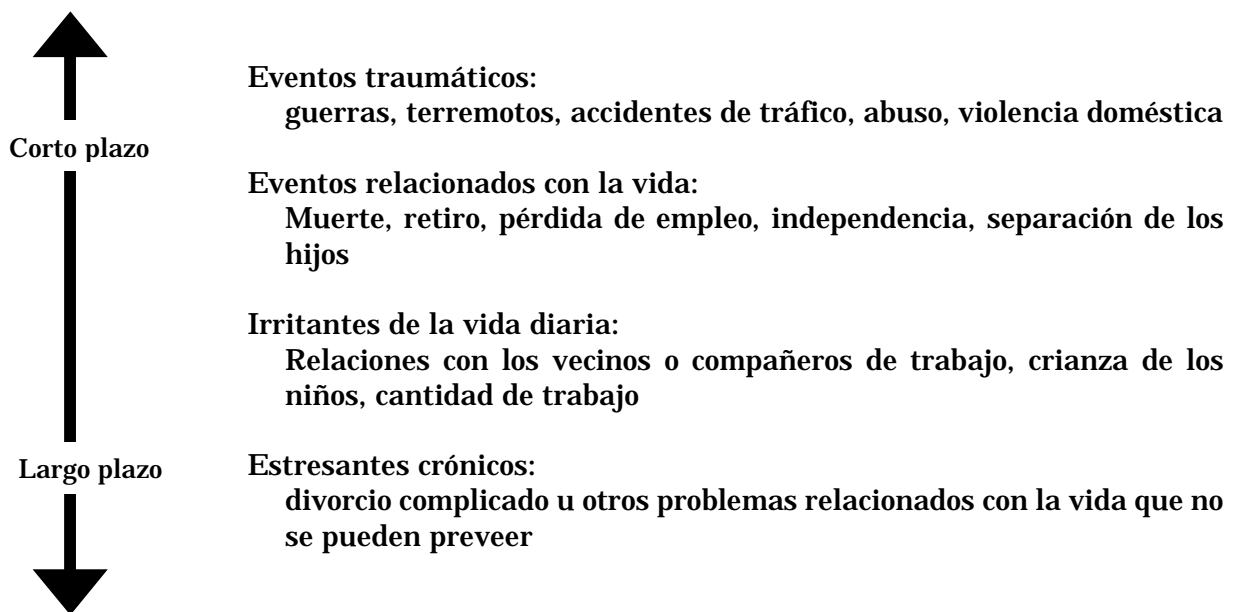 Eventos traumáticos:
guerras, terremotos, accidentes de tráfico, abuso, violencia doméstica
Corto plazo
Eventos relacionados con la vida:
Muerte, retiro, pérdida de empleo, independencia, separación de los
hijos
Irritantes de la vida diaria:
Relaciones con los vecinos o compañeros de trabajo, crianza de los
niños, cantidad de trabajo
Largo plazo
Estresantes crónicos:
divorcio complicado u otros problemas relacionados con la vida que no
se pueden preveer